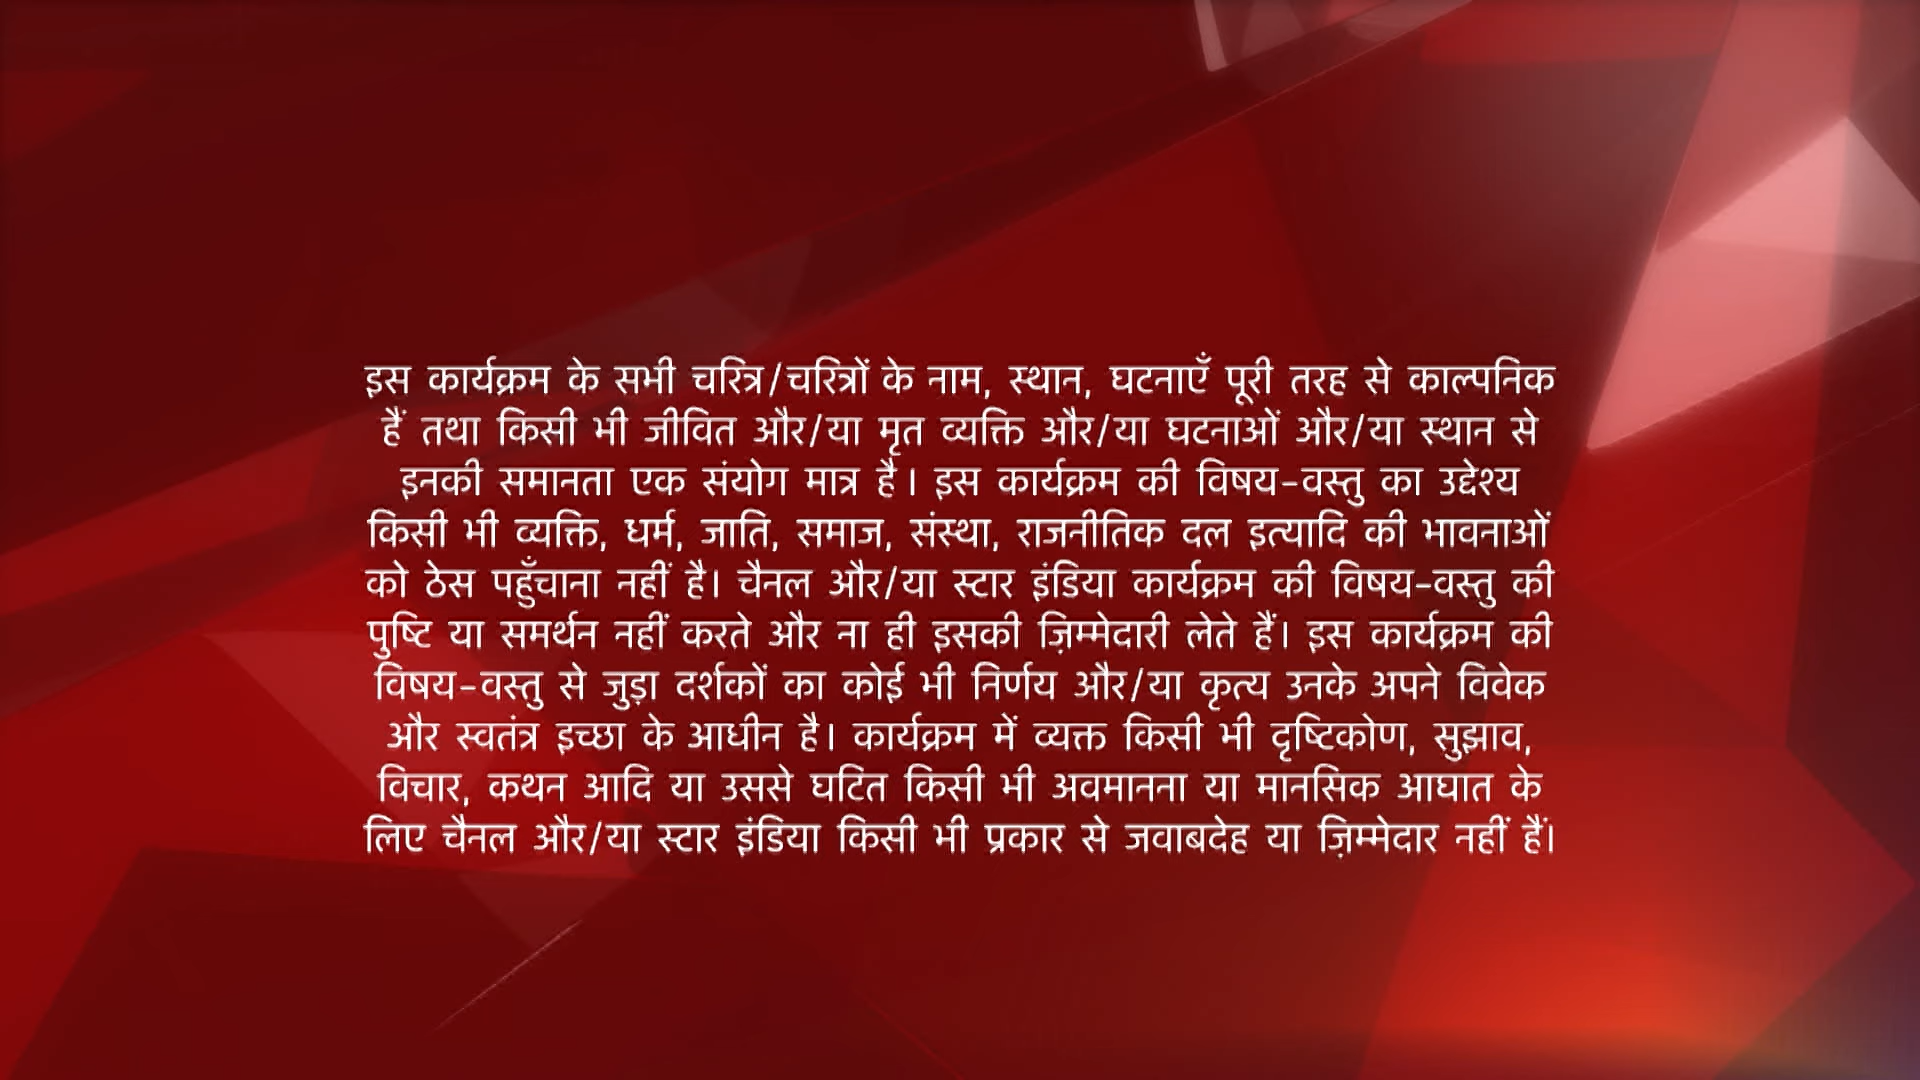 इस कार्यक्रम के सभी चरित्र/चरित्रों के नाम, स्थान, घटनाएँ पूरी तरह से काल्पनिक
हैं तथा किसी भी जीवित और/या मृत व्यक्ति और/या घटनाओं और/या स्थान से
इनकी समानता एक संयोग मात्र है। इस कार्यक्रम की विषय-वस्तु का उद्देश्य
किसी भी व्यक्ति, धर्म, जाति, समाज, संस्था, राजनीतिक दल इत्यादि की भावनाओं
को ठेस पहुँचाना नहीं है। चैनल और/या स्टार इंडिया कार्यक्रम की विषय-वस्तु की
पुष्टि या समर्थन नहीं करते और ना ही इसकी ज़िम्मेदारी लेते हैं। इस कार्यक्रम की
विषय-वस्तु से जुड़ा दर्शकों का कोई भी निर्णय और/या कृत्य उनके अपने विवेक
और स्वतंत्र इच्छा के आधीन है। कार्यक्रम में व्यक्त किसी भी दृष्टिकोण, सुझाव,
विचार, कथन आदि या उससे घटित किसी भी अवमानना या मानसिक आघात के
लिए चैनल और/या स्टार इंडिया किसी भी प्रकार से जवाबदेह या ज़िम्मेदार नहीं हैं।